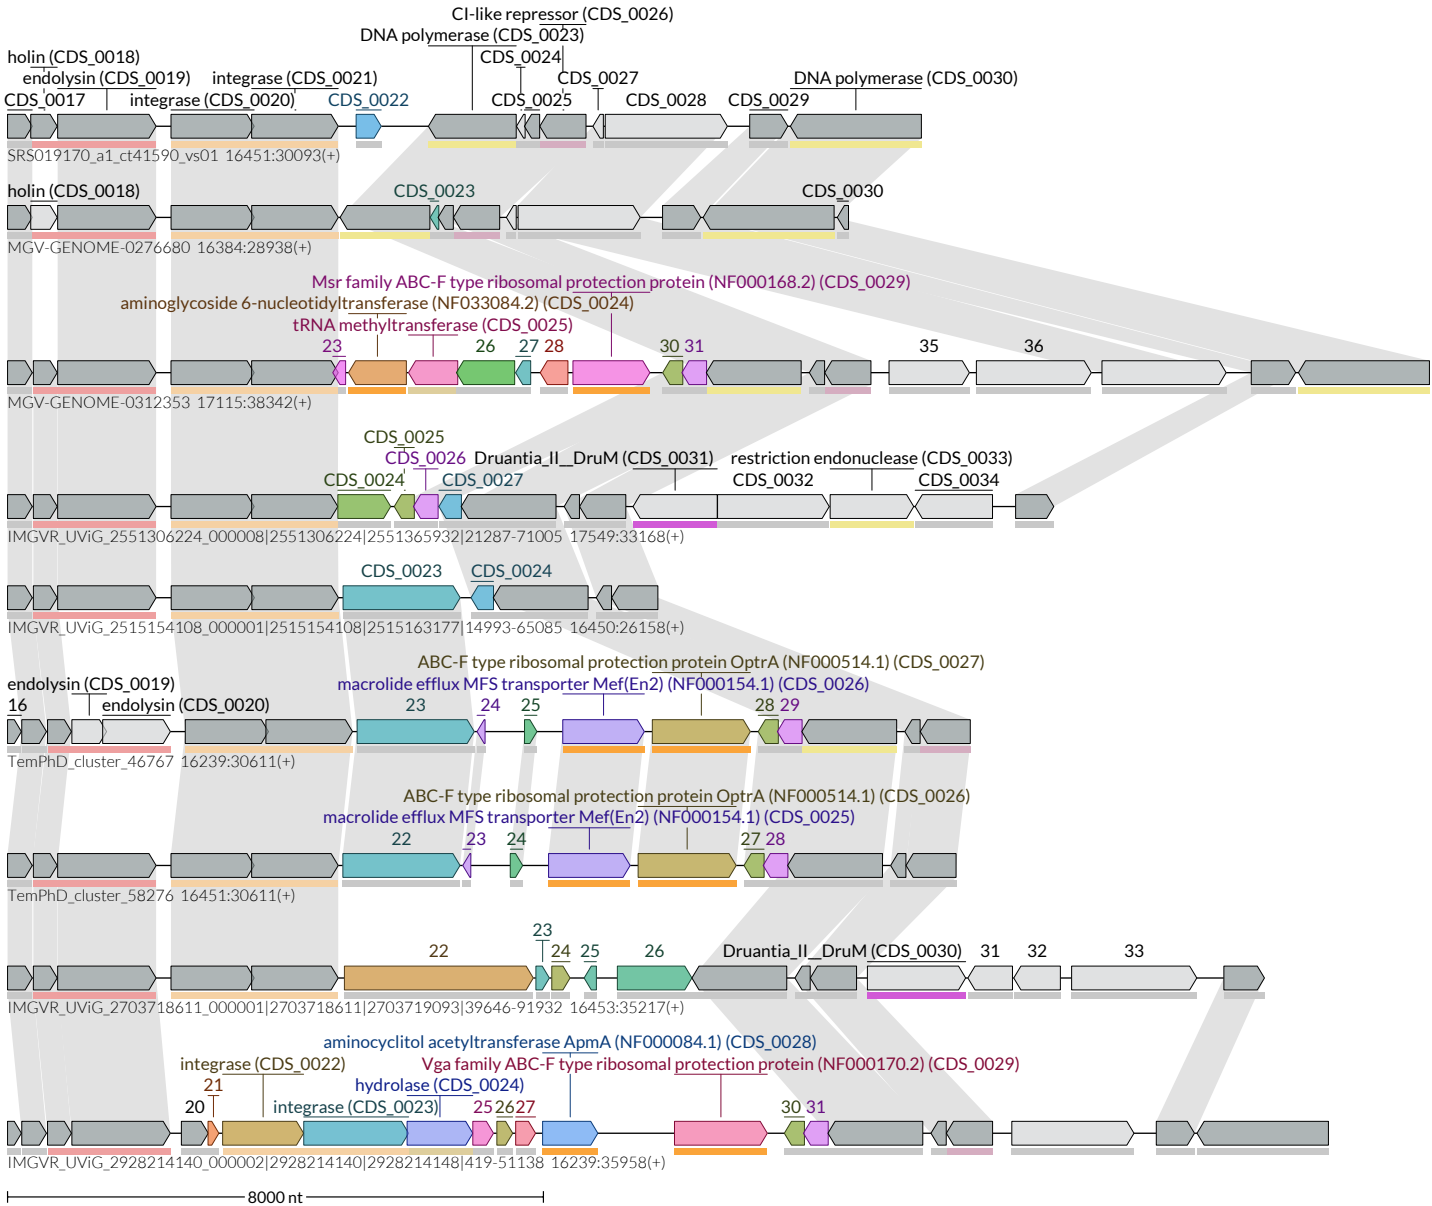 CI-like repressor (CDS_0026)
DNA polymerase (CDS_0023)
holin (CDS_0018) CDS_0024
endolysin (CDS_0019) integrase (CDS_0021) CDS_0027 DNA polymerase (CDS_0030)
CDS_0017 integrase (CDS_0020) CDS_0022 CDS_0025 CDS_0028 CDS_0029
SRS019170_a1_ct41590_vs01 16451:30093(+)
holin (CDS_0018) CDS_0023 CDS_0030
MGV-GENOME-0276680 16384:28938(+)
Msr family ABC-F type ribosomal protection protein (NF000168.2) (CDS_0029)
aminoglycoside 6-nucleotidyltransferase (NF033084.2) (CDS_0024)
tRNA methyltransferase (CDS_0025)
23 26 27 28 30 31 35 36
MGV-GENOME-0312353 17115:38342(+)
CDS_0025
CDS_0026 Druantia_II__DruM (CDS_0031) restriction endonuclease (CDS_0033)
CDS_0024 CDS_0027 CDS_0032 CDS_0034
IMGVR_UViG_2551306224_000008|2551306224|2551365932|21287-71005 17549:33168(+)
CDS_0023 CDS_0024
IMGVR_UViG_2515154108_000001|2515154108|2515163177|14993-65085 16450:26158(+)
ABC-F type ribosomal protection protein OptrA (NF000514.1) (CDS_0027)
endolysin (CDS_0019) macrolide efflux MFS transporter Mef(En2) (NF000154.1) (CDS_0026)
16 endolysin (CDS_0020) 23 24 25 28 29
TemPhD_cluster_46767 16239:30611(+)
ABC-F type ribosomal protection protein OptrA (NF000514.1) (CDS_0026)
macrolide efflux MFS transporter Mef(En2) (NF000154.1) (CDS_0025)
22 23 24 27 28
TemPhD_cluster_58276 16451:30611(+)
23
22 24 25 26 Druantia_II__DruM (CDS_0030) 31 32 33
IMGVR_UViG_2703718611_000001|2703718611|2703719093|39646-91932 16453:35217(+)
aminocyclitol acetyltransferase ApmA (NF000084.1) (CDS_0028)
integrase (CDS_0022) Vga family ABC-F type ribosomal protection protein (NF000170.2) (CDS_0029)
21 hydrolase (CDS_0024)
20 integrase (CDS_0023) 25 26 27 30 31
IMGVR_UViG_2928214140_000002|2928214140|2928214148|419-51138 16239:35958(+)
8000 nt